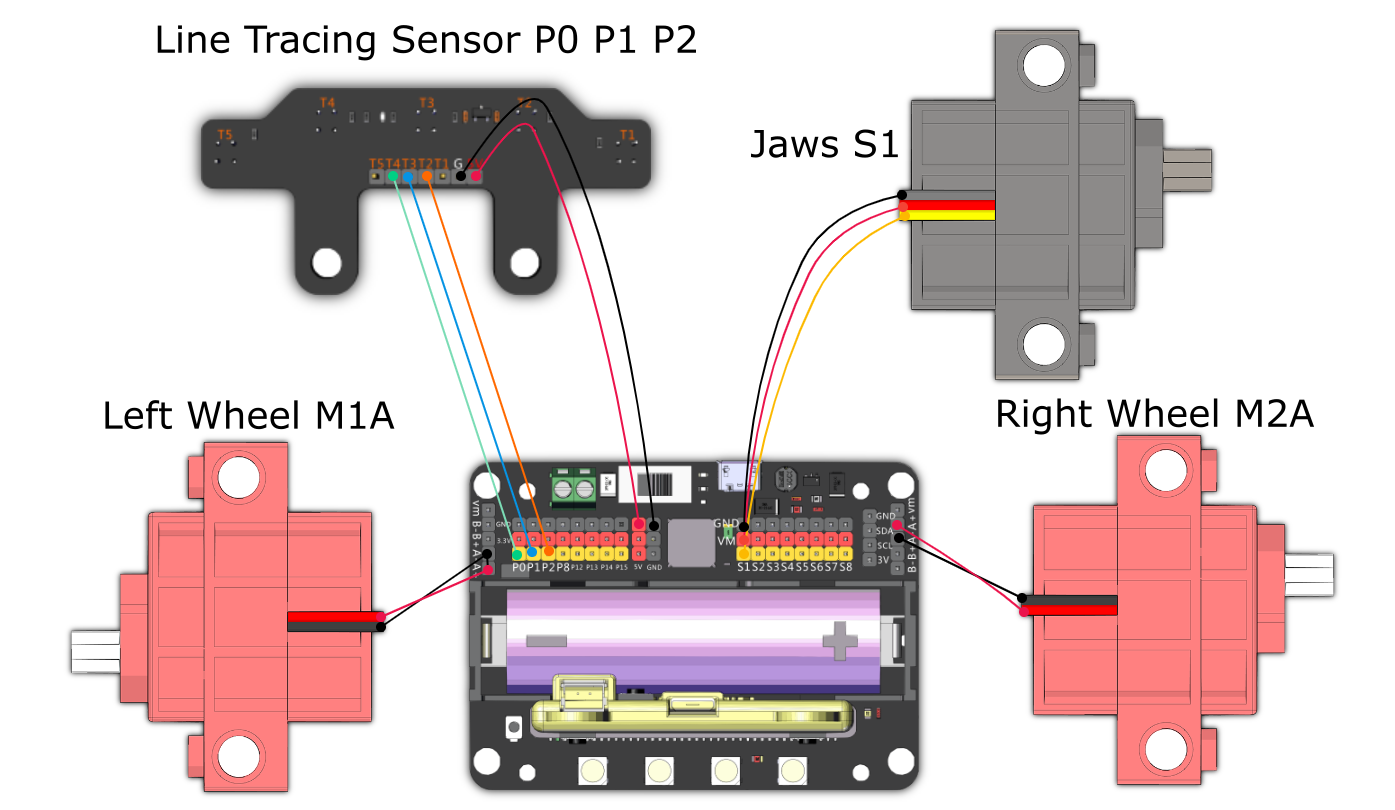 Line Tracing Sensor P0 P1 P2
T4 T3 T2
T5 T1
T5 T4 T3 T2 T1 G
Jaws S1
Left Wheel M1A
Right Wheel M2A
vm B- B+ A- A+
GND
3.3V
P0 P1 P2 P8 P12 P13 P14 P15 5V GND
GND
VM
S1 S2 S3 S4 S5 S6 S7 S8
GND
SDA
SCL
3V
B- B+ A- A+ vm